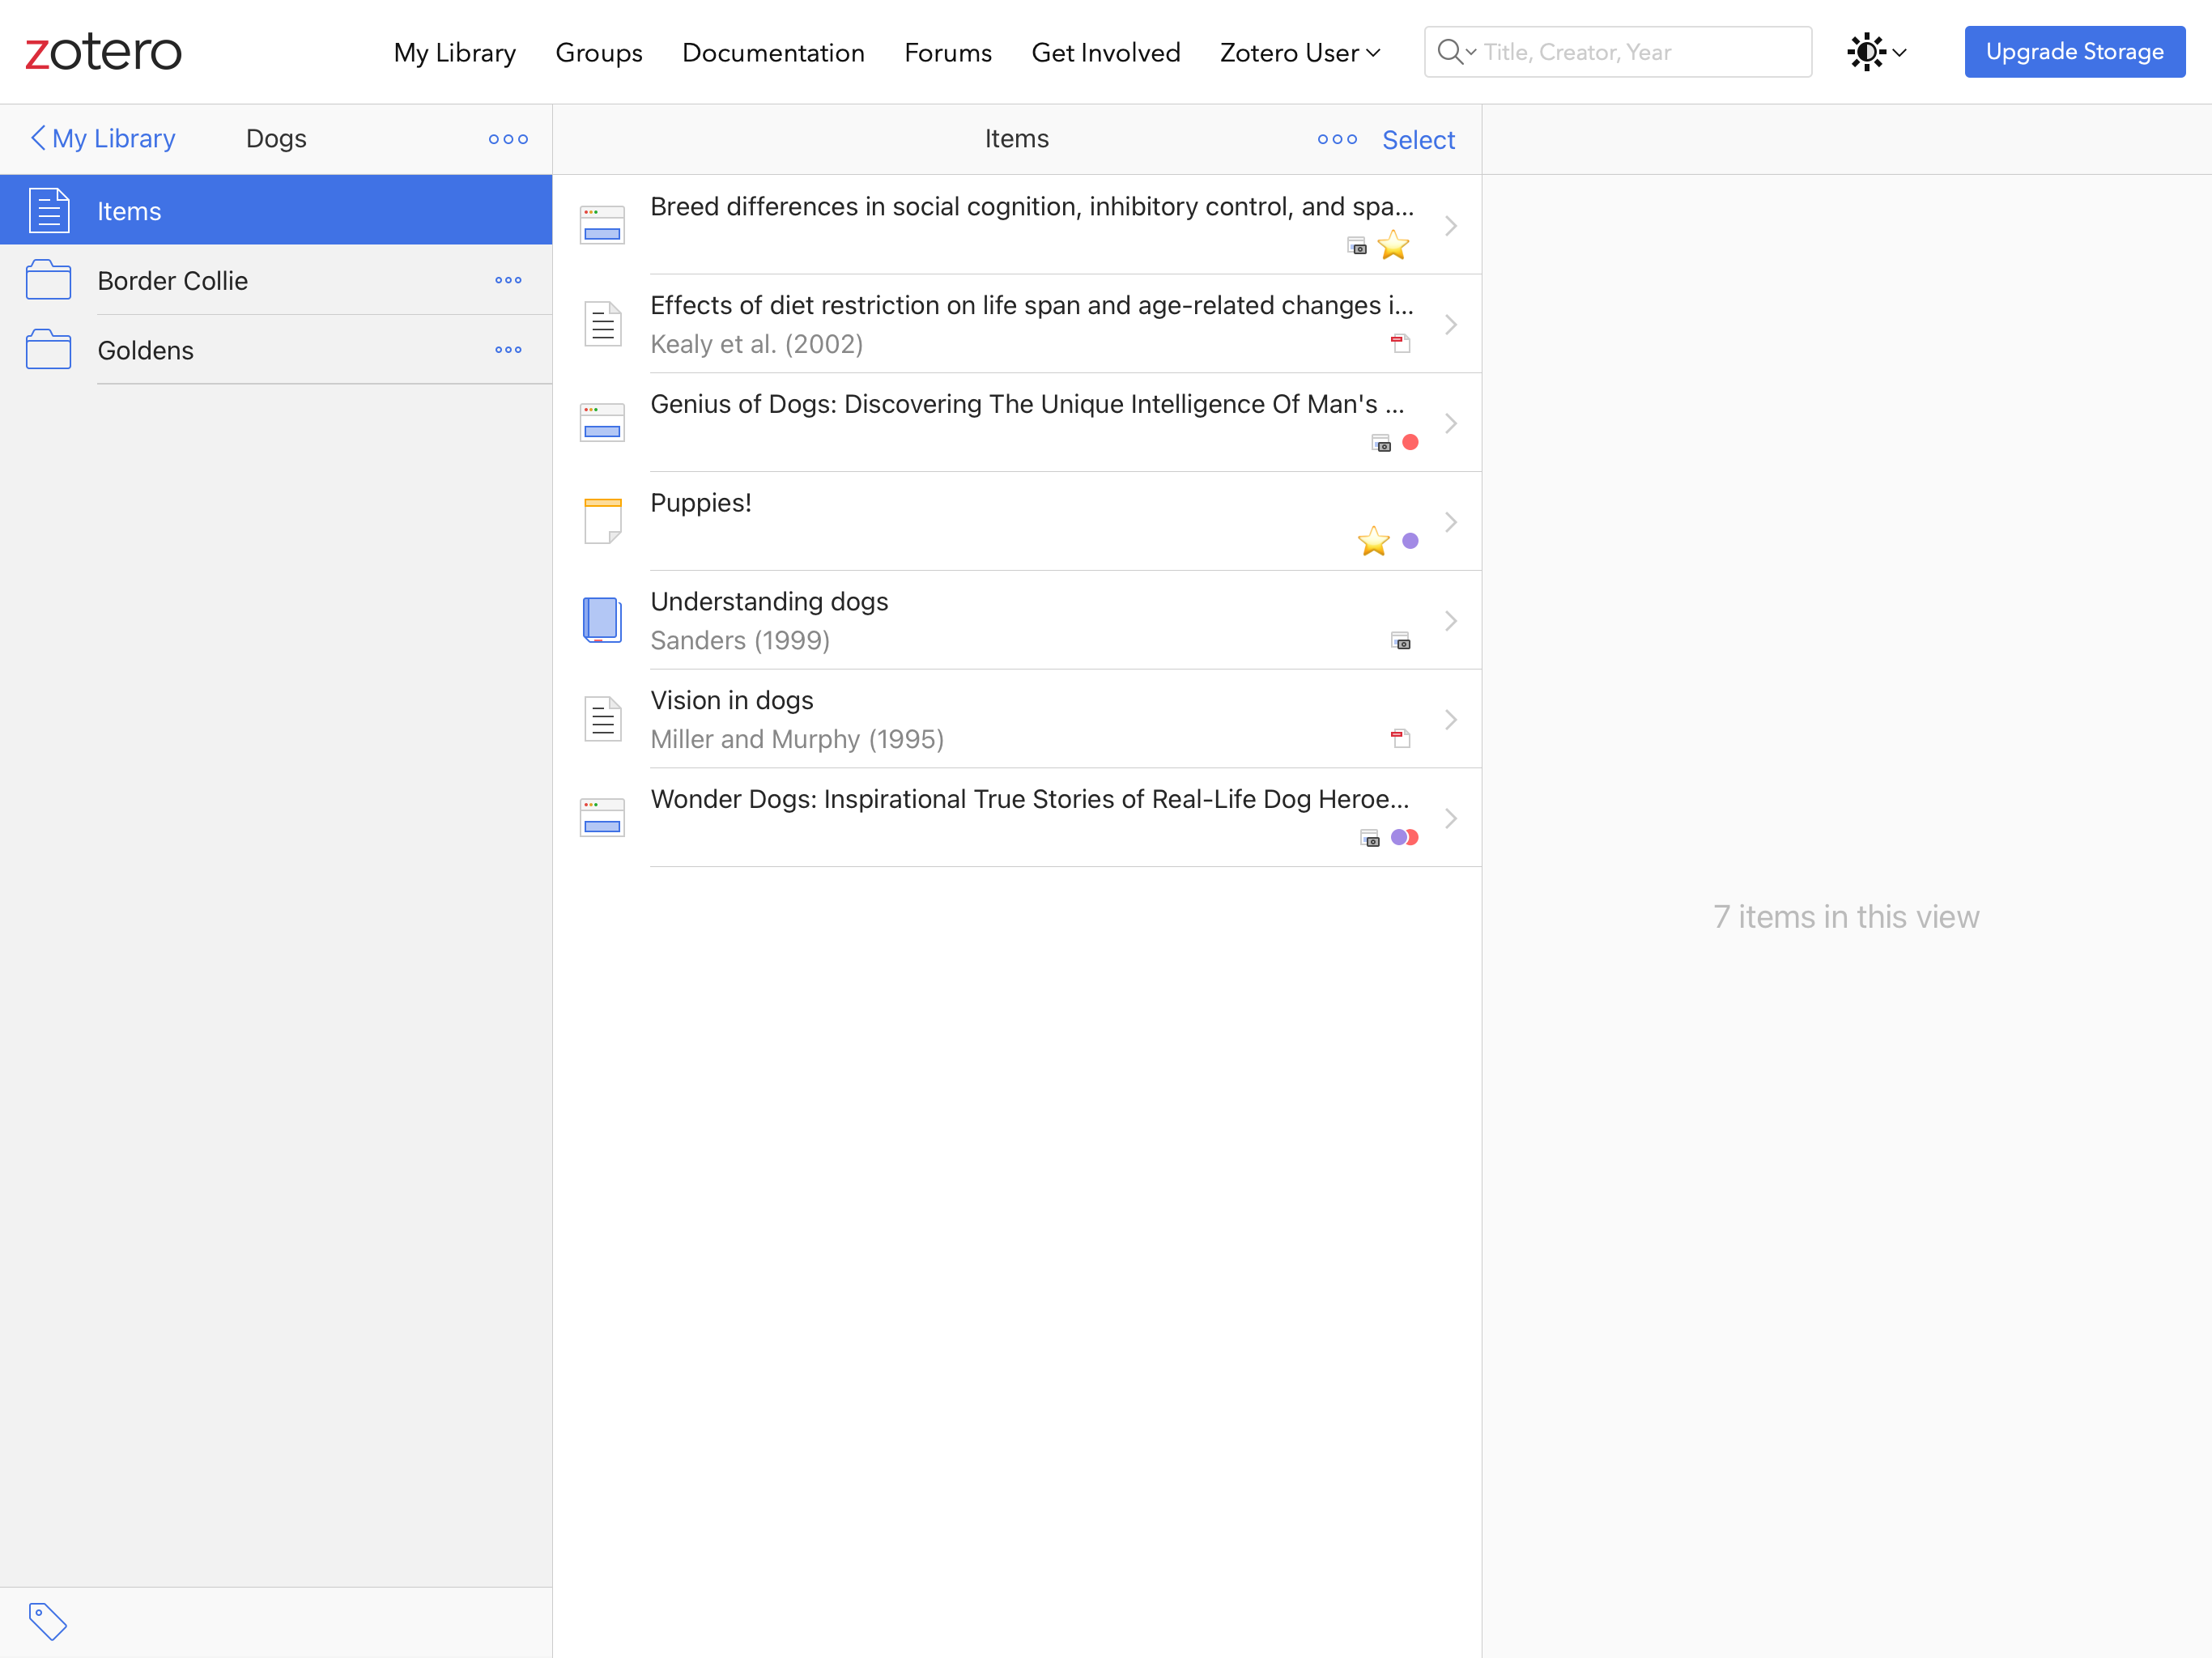 zotero
My Library
Groups
Documentation
Forums
Get Involved
Zotero User
Title, Creator, Year
Upgrade Storage
My Library
Dogs
Items
Border Collie
Goldens
Items
Select
Breed differences in social cognition, inhibitory control, and spa...
Effects of diet restriction on life span and age-related changes i...
Kealy et al. (2002)
Genius of Dogs: Discovering The Unique Intelligence Of Man's ...
Puppies!
Understanding dogs
Sanders (1999)
Vision in dogs
Miller and Murphy (1995)
Wonder Dogs: Inspirational True Stories of Real-Life Dog Heroe...
7 items in this view